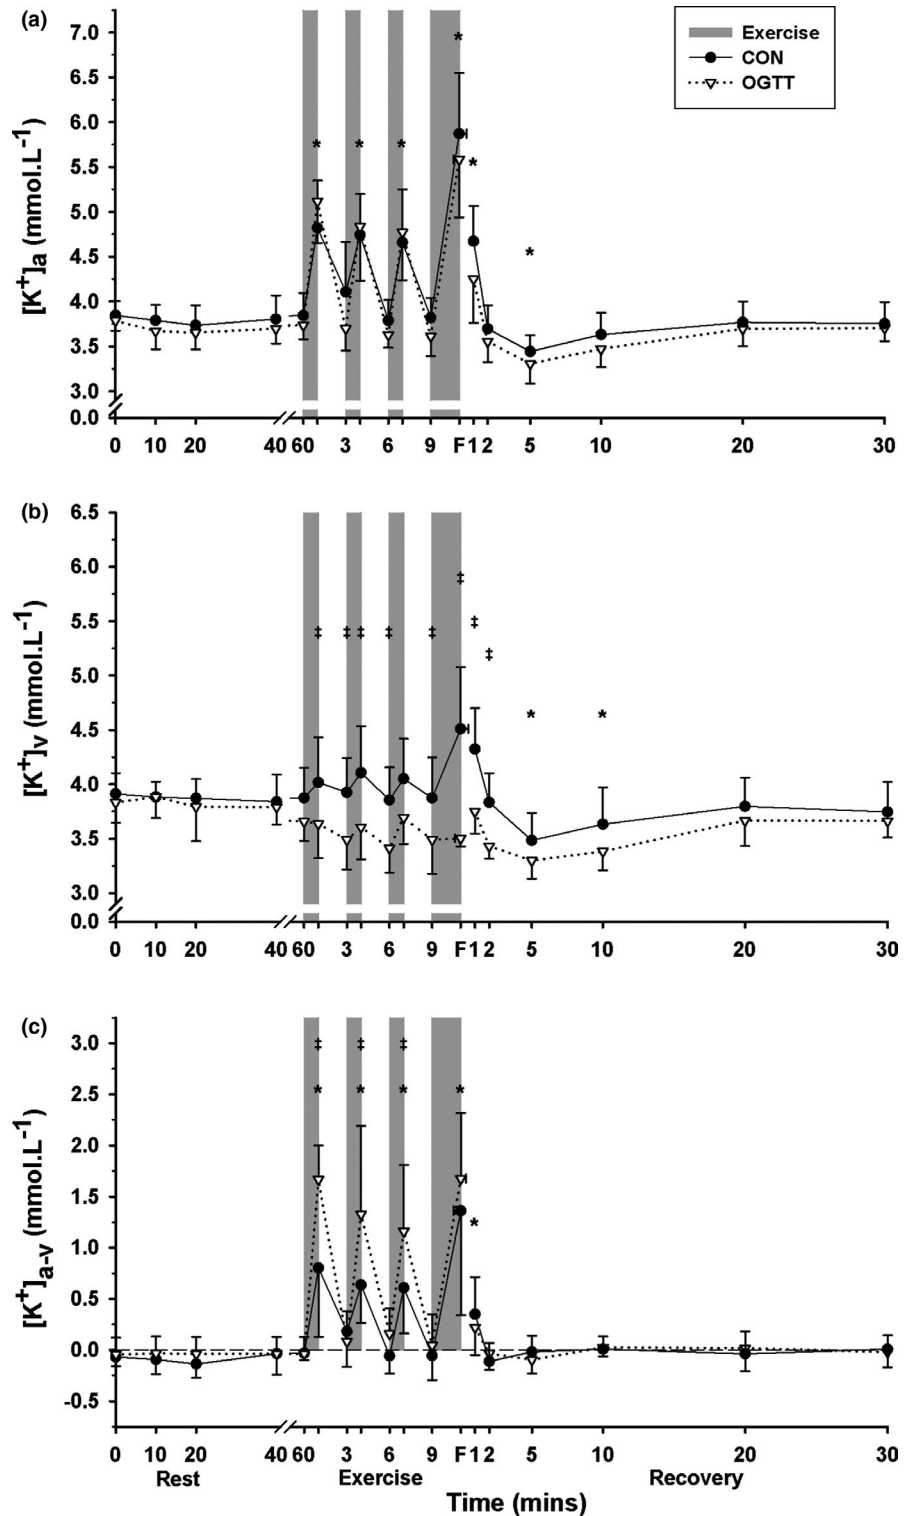 (a)
7.0
6.5
6.0
5.5
5.0
4.5
4.0
3.5
3.0
0.0
[K+]a (mmol.L-1)
Exercise
CON
OGTT
* * * * * *
0 10 20 40 60 3 6 9 F 1 2 5 10 20 30
(b)
6.5
6.0
5.5
5.0
4.5
4.0
3.5
3.0
0.0
[K+]v (mmol.L-1)
‡ ‡ ‡ ‡ ‡ ‡ ‡ ‡ * *
0 10 20 40 60 3 6 9 F 1 2 5 10 20 30
(c)
3.0
2.5
2.0
1.5
1.0
0.5
0.0
-0.5
[K+]a-v (mmol.L-1)
‡ ‡ ‡
* * * * *
0 10 20 40 60 3 6 9 F 1 2 5 10 20 30
Rest Exercise Recovery
Time (mins)